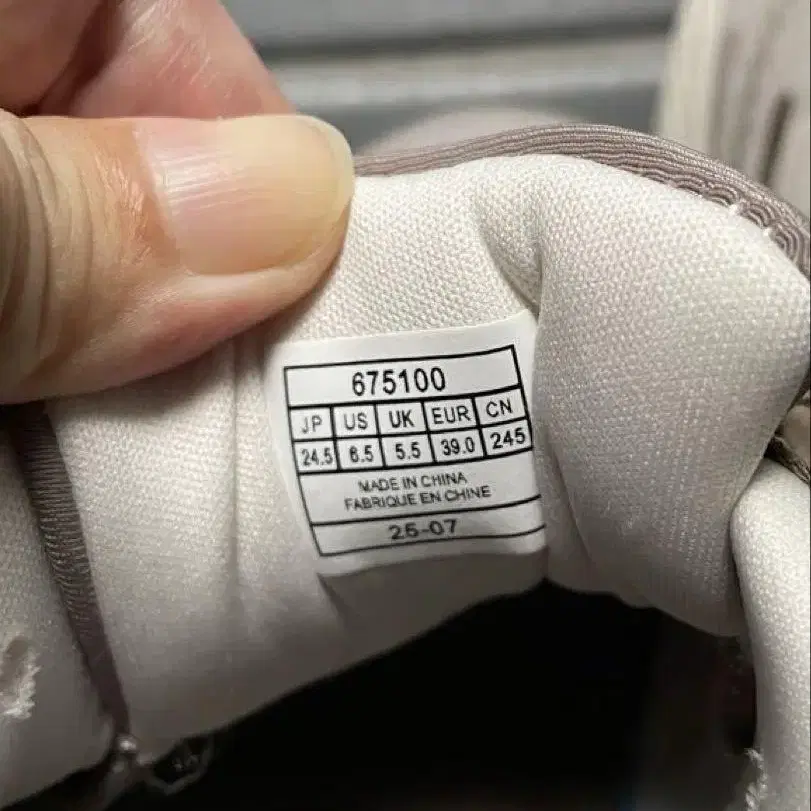 675100
JP US UK EUR CN
24.5 6.5 5.5 39.0 245
MADE IN CHINA
FABRIQUE EN CHINE
25-07